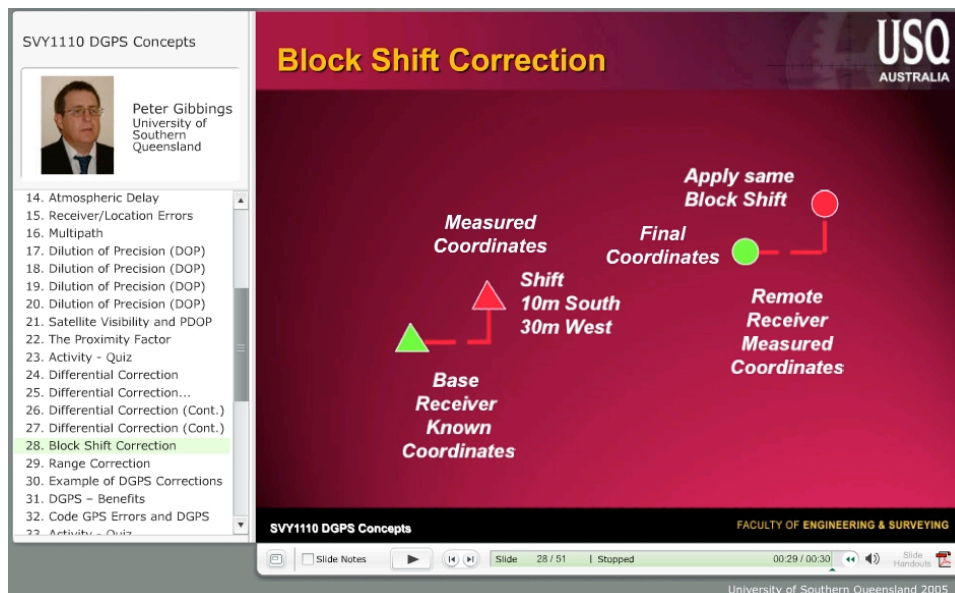 SVY1110 DGPS Concepts
Peter Gibbings
University of
Southern
Queensland
14. Atmospheric Delay
15. Receiver/Location Errors
16. Multipath
17. Dilution of Precision (DOP)
18. Dilution of Precision (DOP)
19. Dilution of Precision (DOP)
20. Dilution of Precision (DOP)
21. Satellite Visibility and PDOP
22. The Proximity Factor
23. Activity - Quiz
24. Differential Correction
25. Differential Correction...
26. Differential Correction (Cont.)
27. Differential Correction (Cont.)
28. Block Shift Correction
29. Range Correction
30. Example of DGPS Corrections
31. DGPS – Benefits
32. Code GPS Errors and DGPS
33. Activity - Quiz
Block Shift Correction
USQ
AUSTRALIA
Measured
Coordinates
Shift
10m South
30m West
Base
Receiver
Known
Coordinates
Apply same
Block Shift
Final
Coordinates
Remote
Receiver
Measured
Coordinates
SVY1110 DGPS Concepts
FACULTY OF ENGINEERING & SURVEYING
Slide Notes
Slide 28 / 51 | Stopped 00:29 / 00:30
Slide
Handouts
University of Southern Queensland 2005